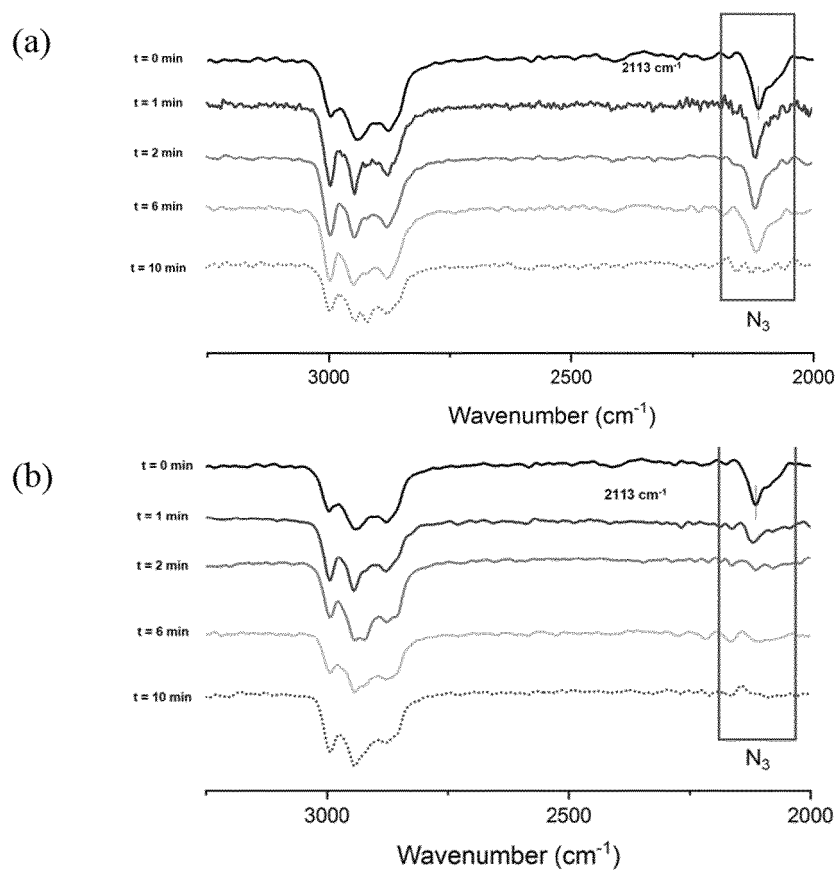 (a)
t = 0 min
2113 cm⁻¹
t = 1 min
t = 2 min
t = 6 min
t = 10 min
N₃
3000 2500 2000
Wavenumber (cm⁻¹)
(b)
t = 0 min
2113 cm⁻¹
t = 1 min
t = 2 min
t = 6 min
t = 10 min
N₃
3000 2500 2000
Wavenumber (cm⁻¹)